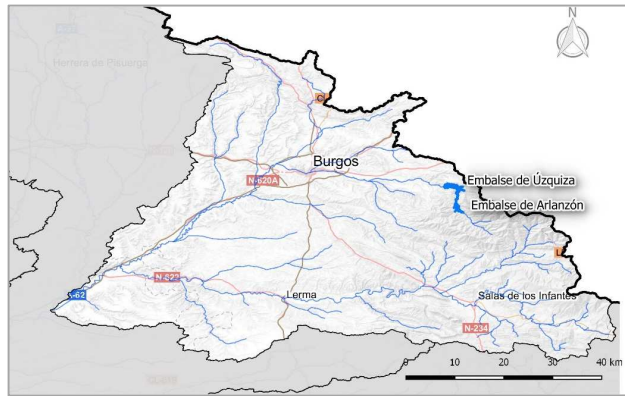 N
Herrera de Pisuerga
Burgos
N-620A
Embalse de Úzquiza
Embalse de Arlanzón
A-62
N-622
Lerma
Salas de los Infantes
N-234
0 10 20 30 40 km